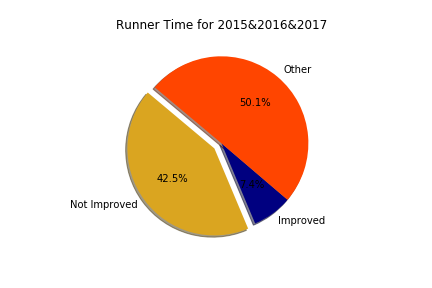 Runner Time for 2015&2016&2017
Other
50.1%
42.5%
Not Improved
Improved